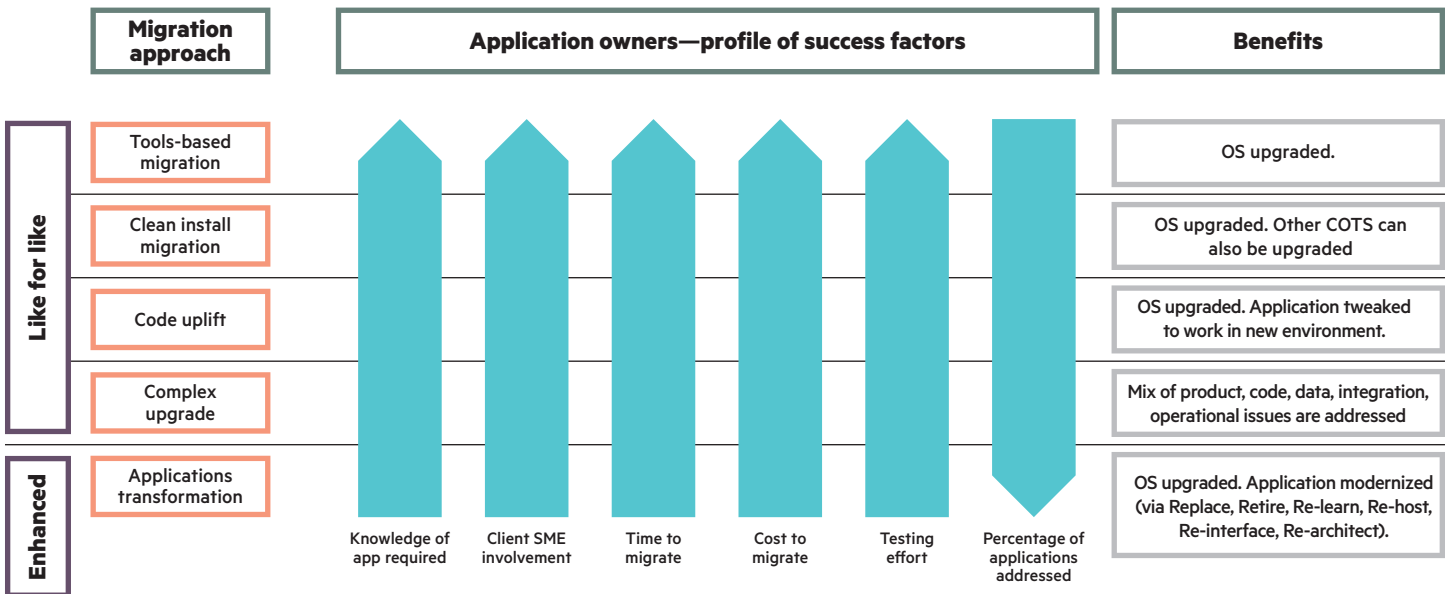 Migration
approach
Application owners—profile of success factors
Benefits
Like for like
Tools-based
migration
OS upgraded.
Clean install
migration
OS upgraded. Other COTS can
also be upgraded
Code uplift
OS upgraded. Application tweaked
to work in new environment.
Complex
upgrade
Mix of product, code, data, integration,
operational issues are addressed
Enhanced
Applications
transformation
OS upgraded. Application modernized
(via Replace, Retire, Re-learn, Re-host,
Re-interface, Re-architect).
Knowledge of
app required
Client SME
involvement
Time to
migrate
Cost to
migrate
Testing
effort
Percentage of
applications
addressed